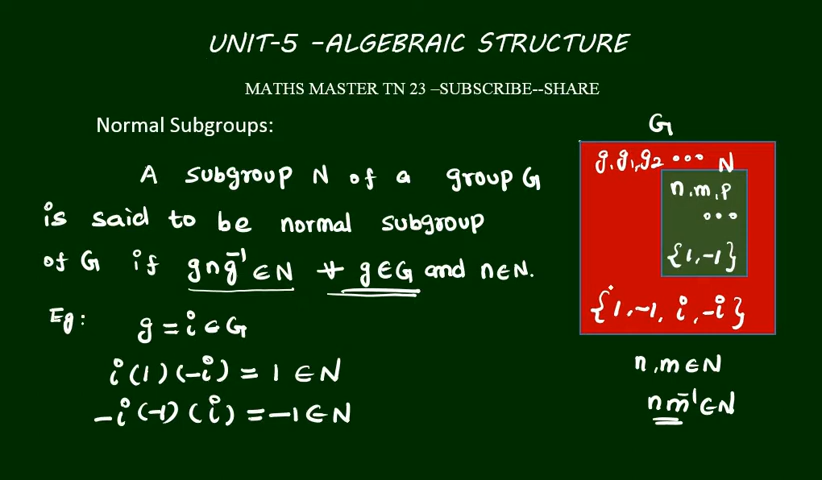 UNIT-5 –ALGEBRAIC STRUCTURE
MATHS MASTER TN 23 –SUBSCRIBE--SHARE
Normal Subgroups:
A subgroup N of a group G
is said to be normal subgroup
of G if gng⁻¹ ∈ N ∀ g∈G and n∈N.
Eg: g = i ∈ G
i(1)(-i) = 1 ∈ N
-i(-1)(i) = -1 ∈ N
G
g, g₁, g₂ ... N
n, m, p
...
{1, -1}
{1, -1, i, -i}
n, m ∈ N
nm⁻¹ ∈ N